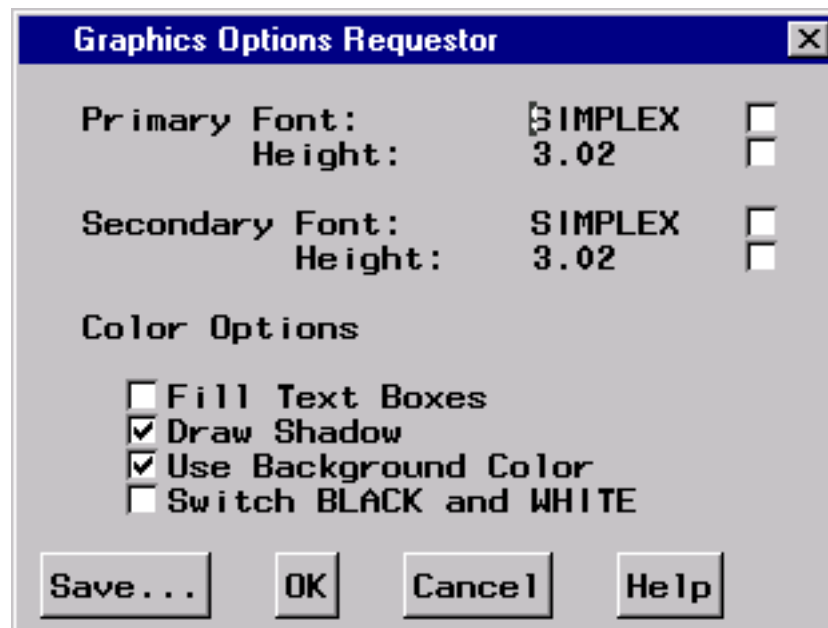 Graphics Options Requestor
Primary Font: SIMPLEX
Height: 3.02
Secondary Font: SIMPLEX
Height: 3.02
Color Options
Fill Text Boxes
Draw Shadow
Use Background Color
Switch BLACK and WHITE
Save... OK Cancel Help